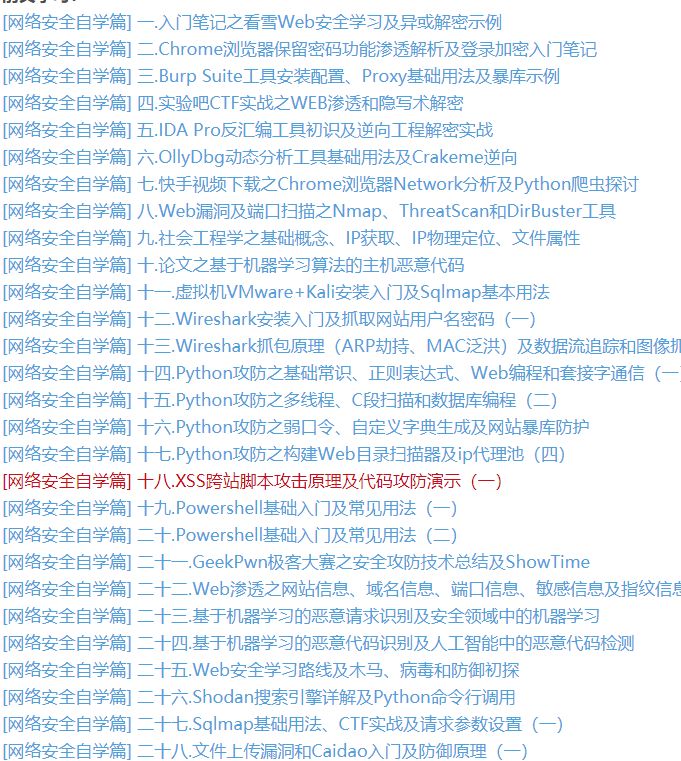 [网络安全自学篇] 一.入门笔记之看雪Web安全学习及异或解密示例
[网络安全自学篇] 二.Chrome浏览器保留密码功能渗透解析及登录加密入门笔记
[网络安全自学篇] 三.Burp Suite工具安装配置、Proxy基础用法及暴库示例
[网络安全自学篇] 四.实验吧CTF实战之WEB渗透和隐写术解密
[网络安全自学篇] 五.IDA Pro反汇编工具初识及逆向工程解密实战
[网络安全自学篇] 六.OllyDbg动态分析工具基础用法及Crakeme逆向
[网络安全自学篇] 七.快手视频下载之Chrome浏览器Network分析及Python爬虫探讨
[网络安全自学篇] 八.Web漏洞及端口扫描之Nmap、ThreatScan和DirBuster工具
[网络安全自学篇] 九.社会工程学之基础概念、IP获取、IP物理定位、文件属性
[网络安全自学篇] 十.论文之基于机器学习算法的主机恶意代码
[网络安全自学篇] 十一.虚拟机VMware+Kali安装入门及Sqlmap基本用法
[网络安全自学篇] 十二.Wireshark安装入门及抓取网站用户名密码（一）
[网络安全自学篇] 十三.Wireshark抓包原理（ARP劫持、MAC泛洪）及数据流追踪和图像抓
[网络安全自学篇] 十四.Python攻防之基础常识、正则表达式、Web编程和套接字通信（一）
[网络安全自学篇] 十五.Python攻防之多线程、C段扫描和数据库编程（二）
[网络安全自学篇] 十六.Python攻防之弱口令、自定义字典生成及网站暴库防护
[网络安全自学篇] 十七.Python攻防之构建Web目录扫描器及ip代理池（四）
[网络安全自学篇] 十八.XSS跨站脚本攻击原理及代码攻防演示（一）
[网络安全自学篇] 十九.Powershell基础入门及常见用法（一）
[网络安全自学篇] 二十.Powershell基础入门及常见用法（二）
[网络安全自学篇] 二十一.GeekPwn极客大赛之安全攻防技术总结及ShowTime
[网络安全自学篇] 二十二.Web渗透之网站信息、域名信息、端口信息、敏感信息及指纹信息
[网络安全自学篇] 二十三.基于机器学习的恶意请求识别及安全领域中的机器学习
[网络安全自学篇] 二十四.基于机器学习的恶意代码识别及人工智能中的恶意代码检测
[网络安全自学篇] 二十五.Web安全学习路线及木马、病毒和防御初探
[网络安全自学篇] 二十六.Shodan搜索引擎详解及Python命令行调用
[网络安全自学篇] 二十七.Sqlmap基础用法、CTF实战及请求参数设置（一）
[网络安全自学篇] 二十八.文件上传漏洞和Caidao入门及防御原理（一）